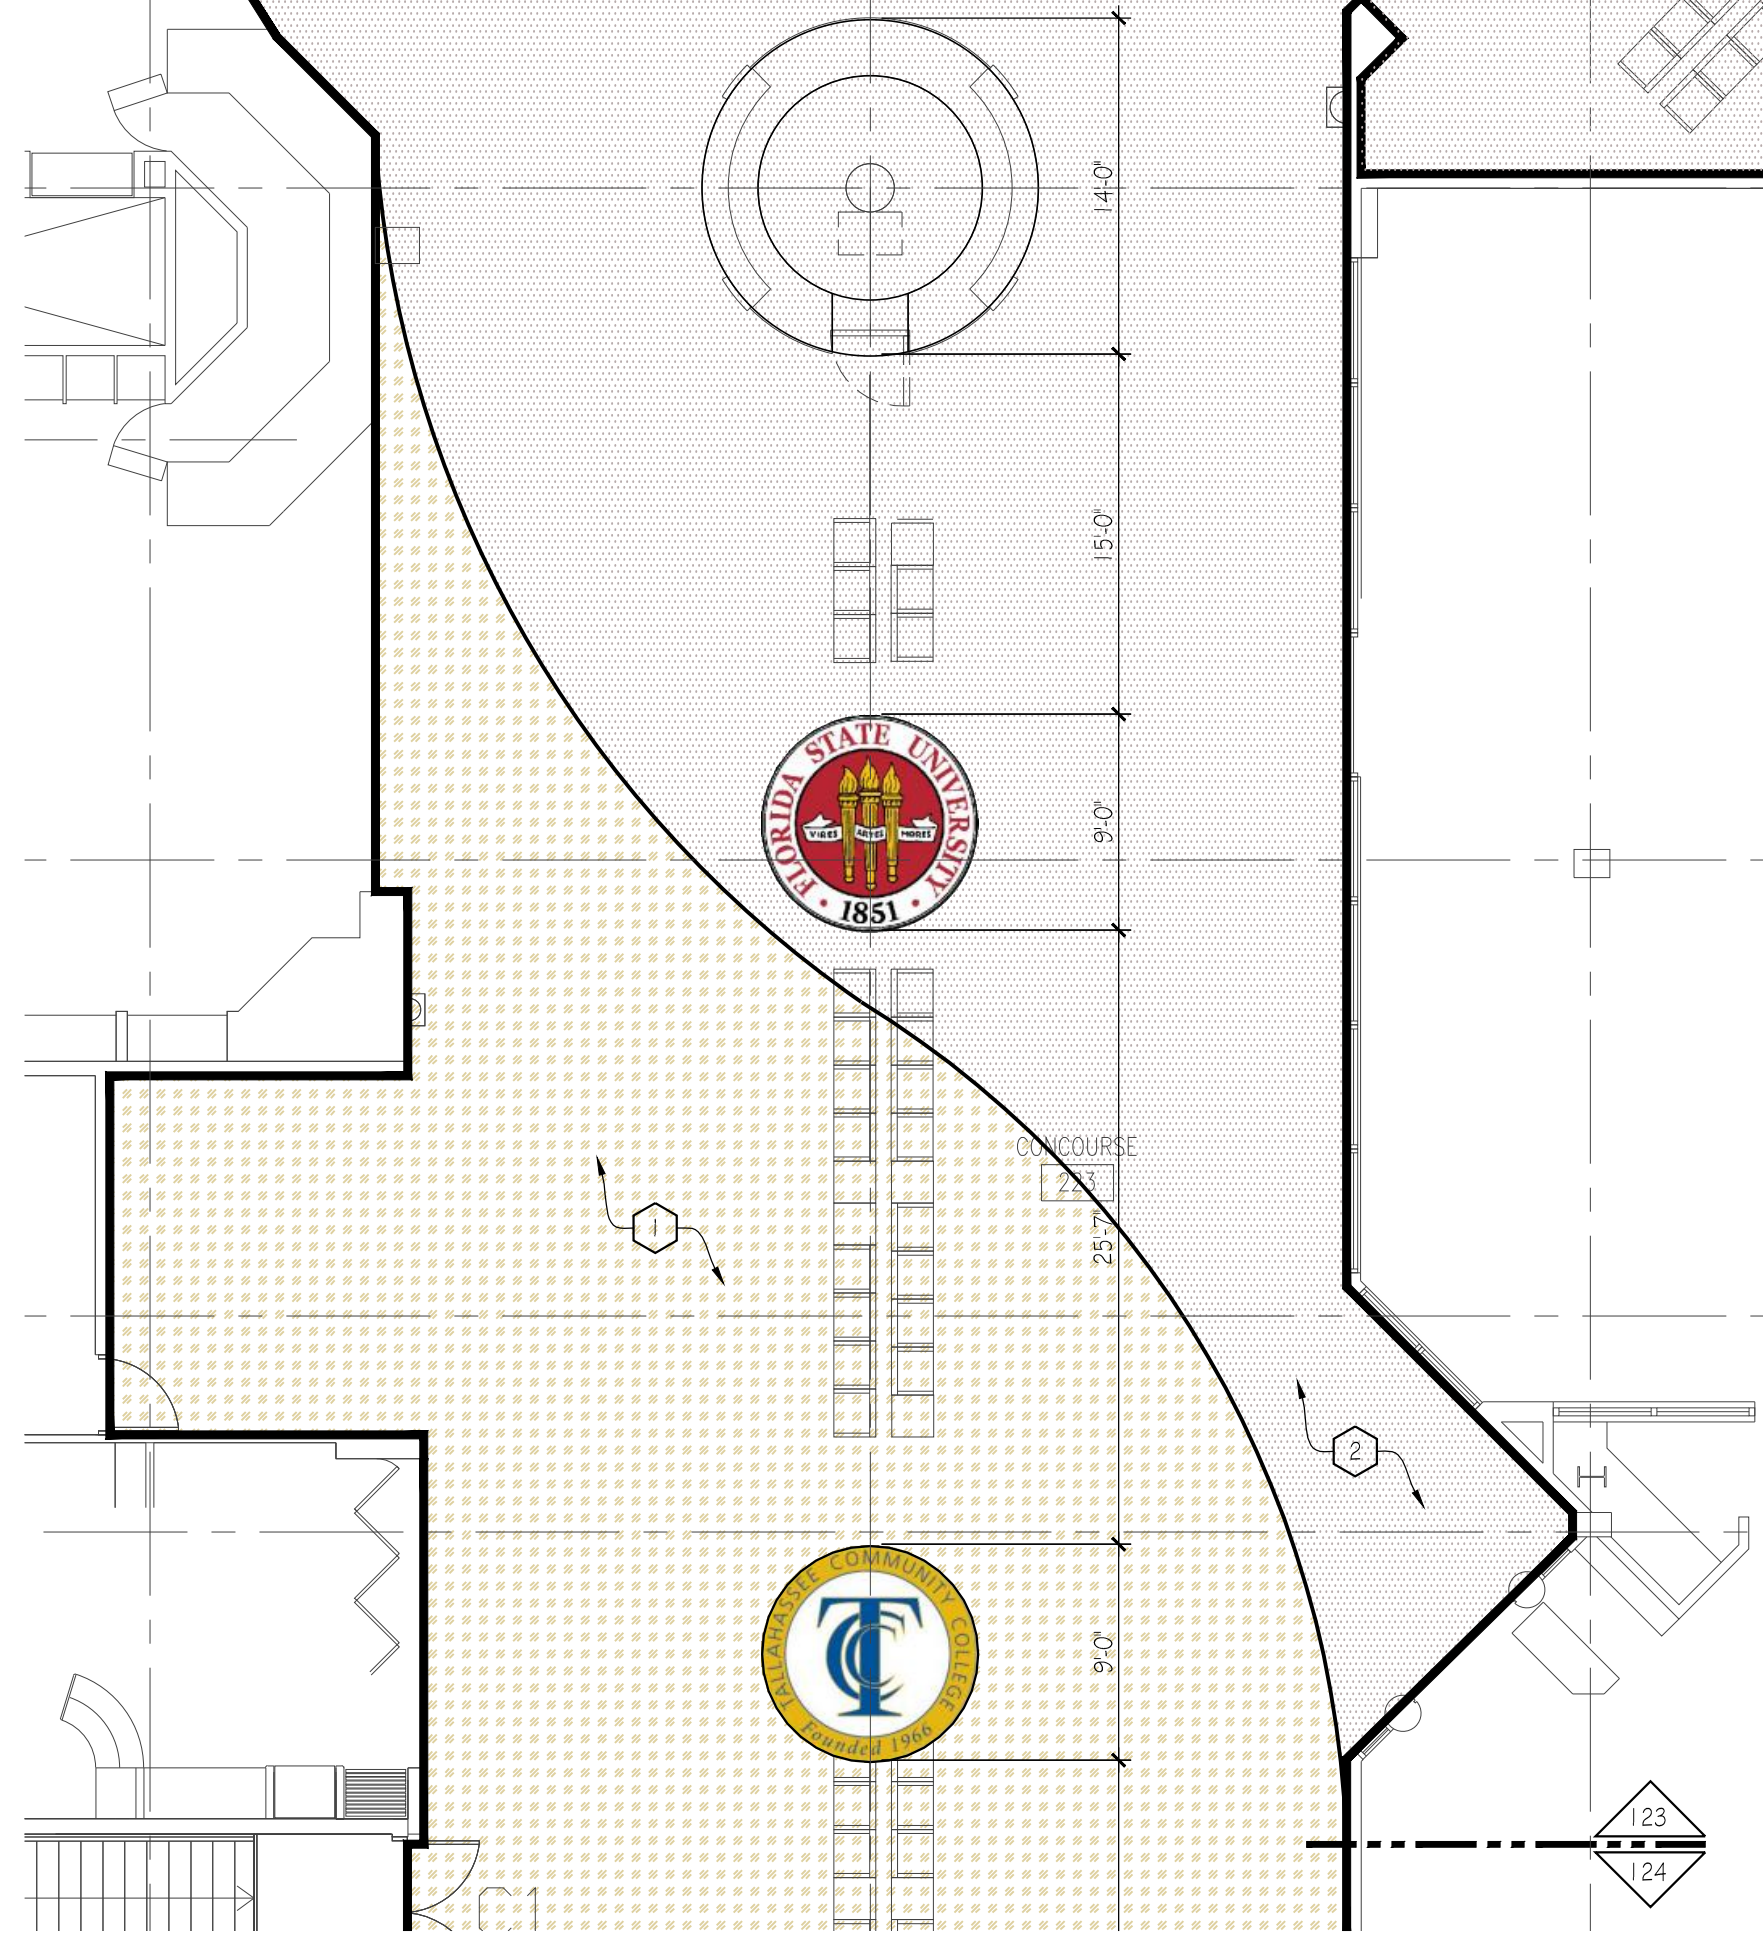 14'-0"
15'-0"
FLORIDA STATE UNIVERSITY
VIRES ARTES MORES
• 1851 •
9'-0"
CONCOURSE
223
25'-7"
1
2
TALLAHASSEE COMMUNITY COLLEGE
TCC
Founded 1966
9'-0"
123
124